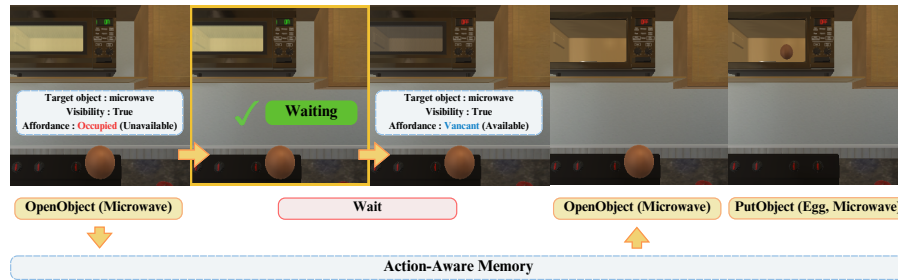 Target object : microwave
Visibility : True
Affordance : Occupied (Unavailable)
Waiting
Target object : microwave
Visibility : True
Affordance : Vancant (Available)
OpenObject (Microwave)
Wait
OpenObject (Microwave)
PutObject (Egg, Microwave)
Action-Aware Memory